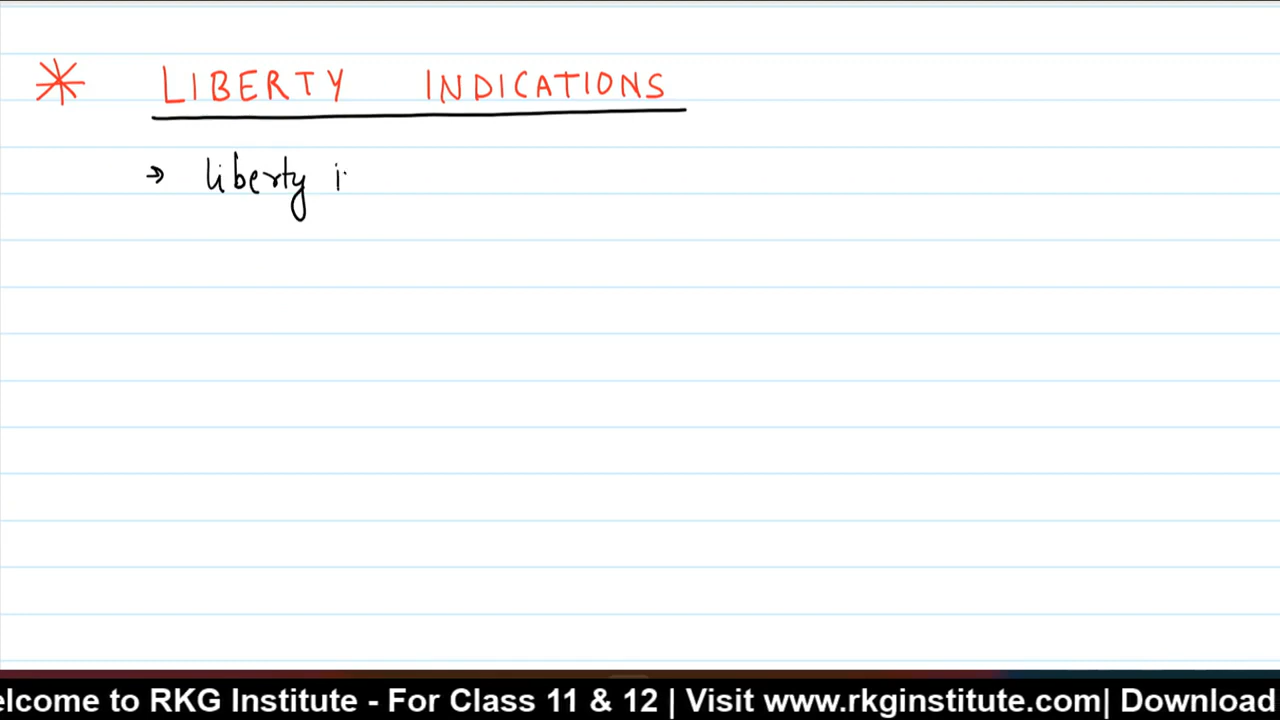 * LIBERTY INDICATIONS
→ liberty i
elcome to RKG Institute - For Class 11 & 12 | Visit www.rkginstitute.com| Download